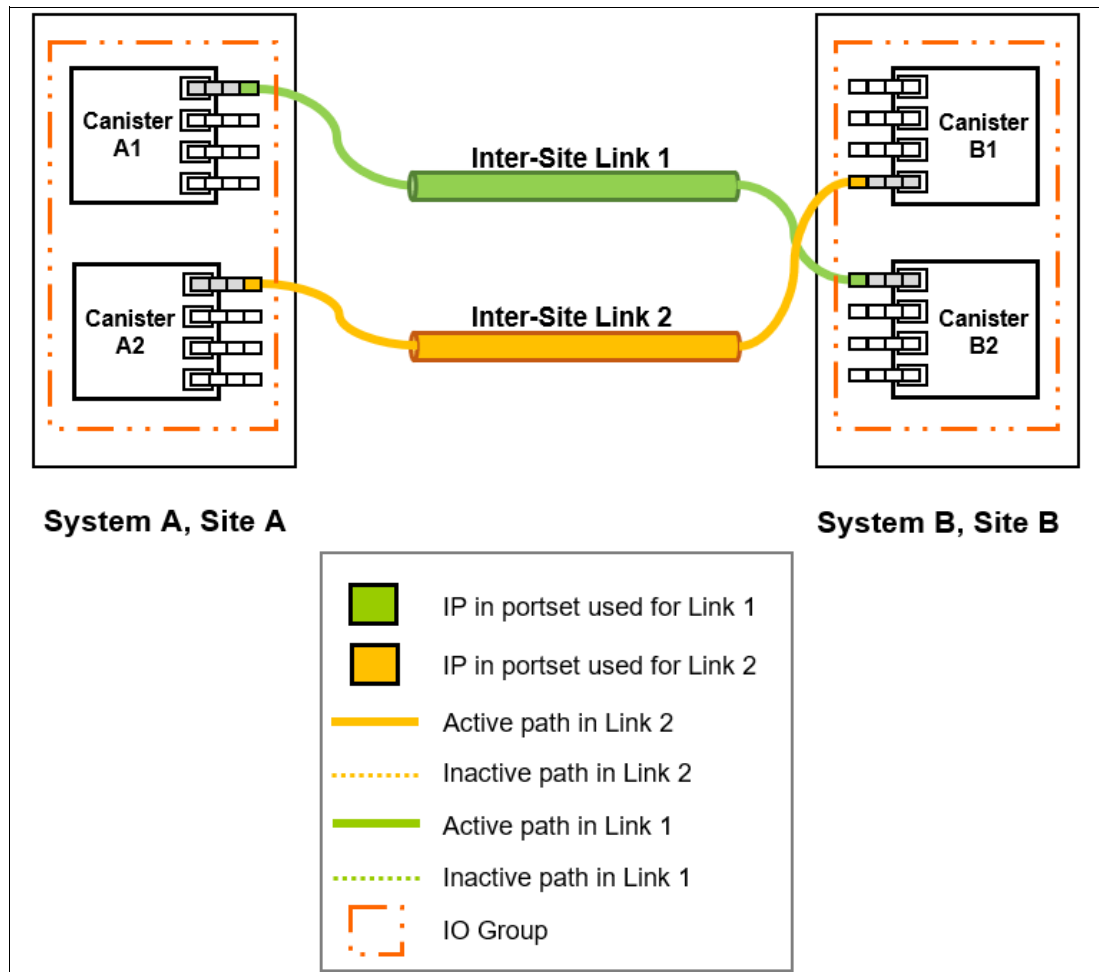 Canister
A1
Canister
A2
Inter-Site Link 1
Inter-Site Link 2
Canister
B1
Canister
B2
System A, Site A
System B, Site B
IP in portset used for Link 1
IP in portset used for Link 2
Active path in Link 2
Inactive path in Link 2
Active path in Link 1
Inactive path in Link 1
IO Group